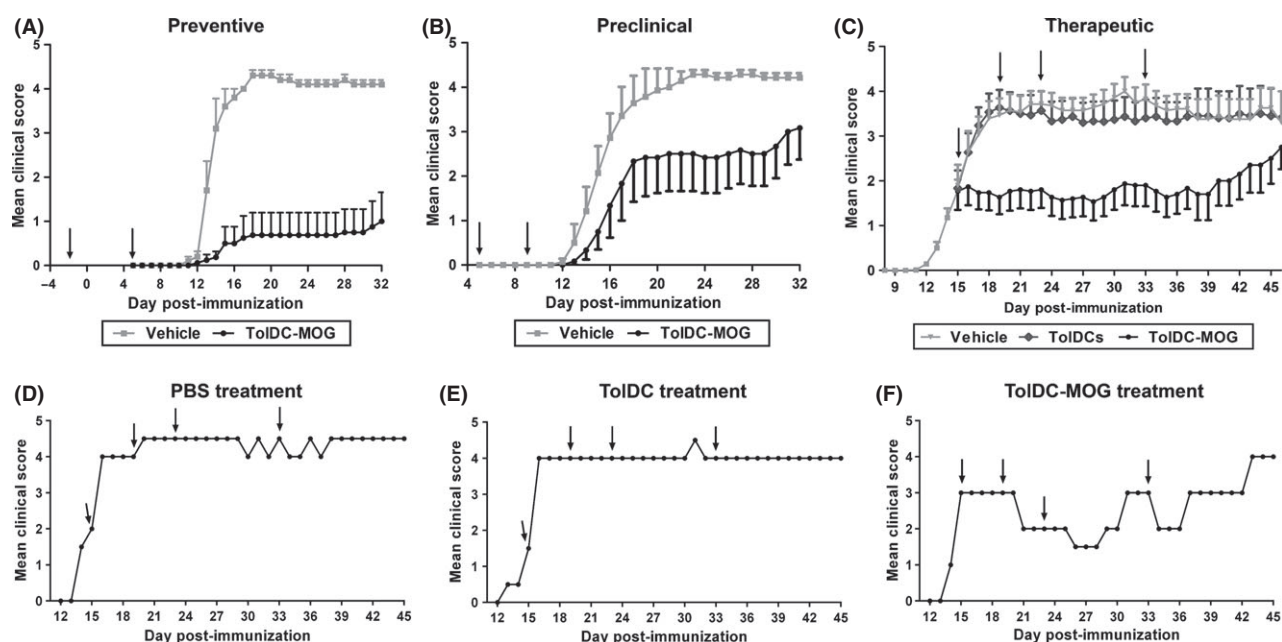 (A)
Preventive
Mean clinical score
5
4
3
2
1
0
−4 0 4 8 12 16 20 24 28 32
Day post-immunization
Vehicle TolDC-MOG
(B)
Preclinical
Mean clinical score
5
4
3
2
1
0
4 8 12 16 20 24 28 32
Day post-immunization
Vehicle TolDC-MOG
(C)
Therapeutic
Mean clinical score
5
4
3
2
1
0
9 12 15 18 21 24 27 30 33 36 39 42 45
Day post-immunization
Vehicle TolDCs TolDC-MOG
(D)
PBS treatment
Mean clinical score
5
4
3
2
1
0
12 15 18 21 24 27 30 33 36 39 42 45
Day post-immunization
(E)
TolDC treatment
Mean clinical score
5
4
3
2
1
0
12 15 18 21 24 27 30 33 36 39 42 45
Day post-immunization
(F)
TolDC-MOG treatment
Mean clinical score
5
4
3
2
1
0
12 15 18 21 24 27 30 33 36 39 42 45
Day post-immunization